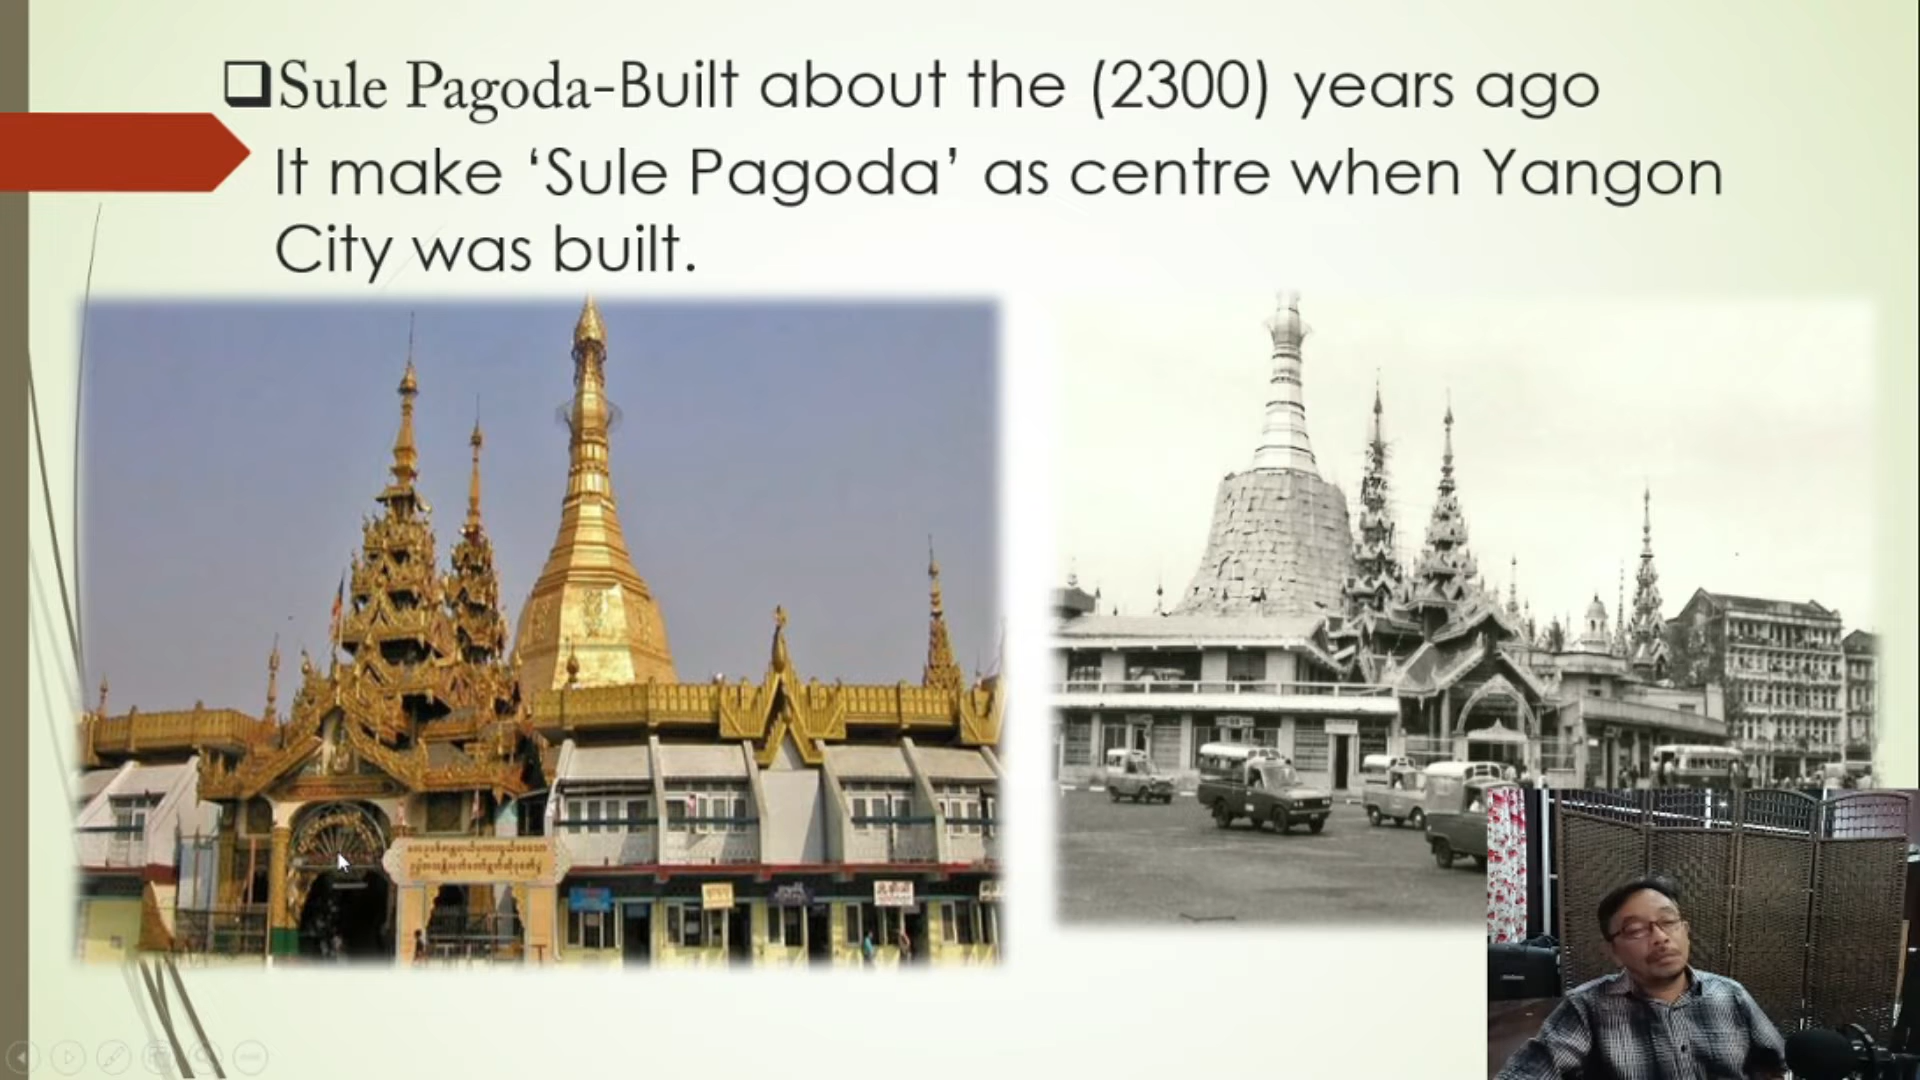 Sule Pagoda-Built about the (2300) years ago
It make ‘Sule Pagoda’ as centre when Yangon
City was built.